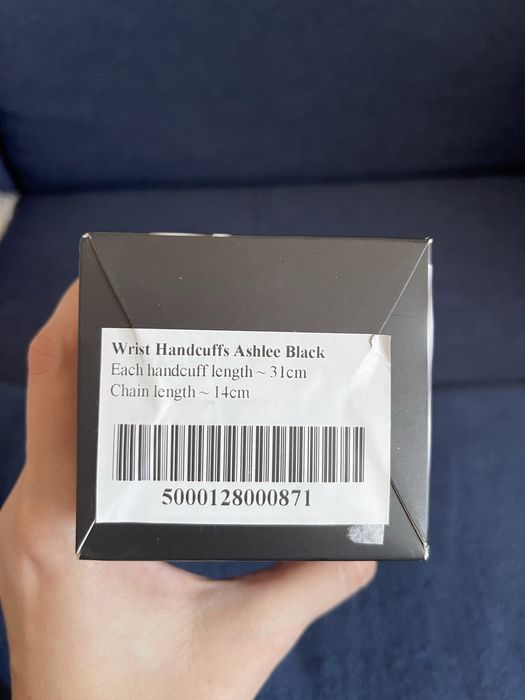 Wrist Handcuffs Ashlee Black
Each handcuff length ~ 31cm
Chain length ~ 14cm
5000128000871